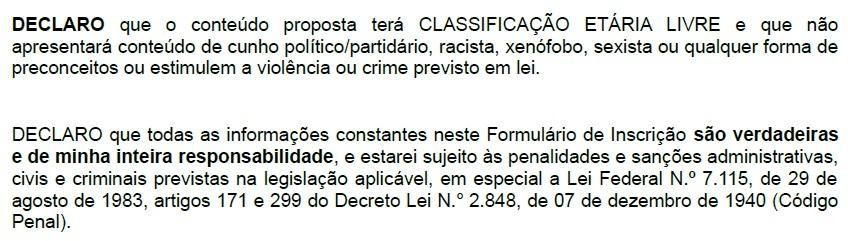 DECLARO que o conteúdo proposta terá CLASSIFICAÇÃO ETÁRIA LIVRE e que não
apresentará conteúdo de cunho político/partidário, racista, xenófobo, sexista ou qualquer forma de
preconceitos ou estimulem a violência ou crime previsto em lei.
DECLARO que todas as informações constantes neste Formulário de Inscrição são verdadeiras
e de minha inteira responsabilidade, e estarei sujeito às penalidades e sanções administrativas,
civis e criminais previstas na legislação aplicável, em especial a Lei Federal N.º 7.115, de 29 de
agosto de 1983, artigos 171 e 299 do Decreto Lei N.° 2.848, de 07 de dezembro de 1940 (Código
Penal).